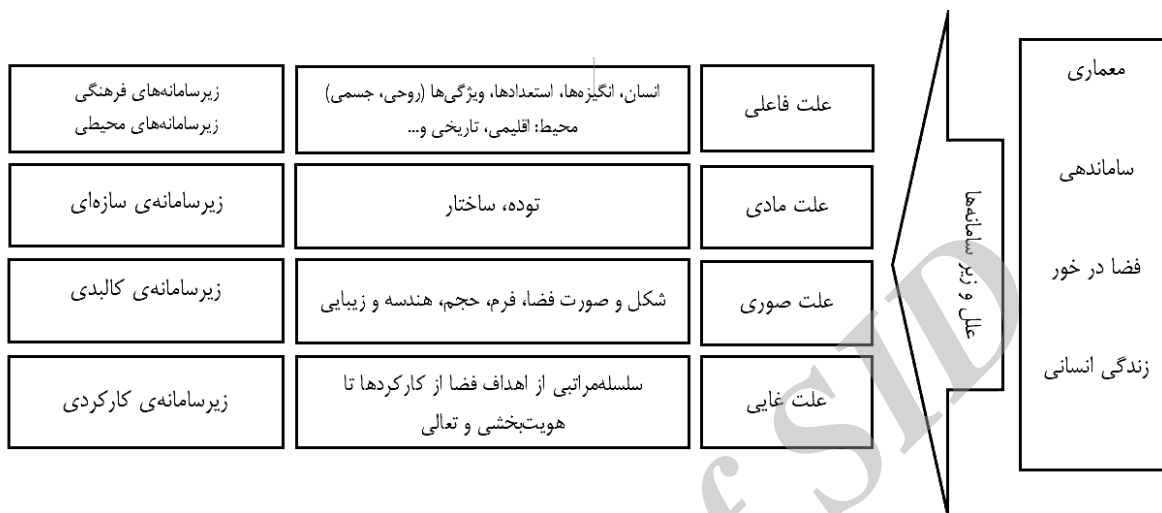 معماری
ساماندهی
فضا در خور
زندگی انسانی
علل و زیر سامانه‌ها
علت فاعلی
انسان، انگیزه‌ها، استعدادها، ویژگی‌ها (روحی، جسمی)
محیط: اقلیمی، تاریخی و...
زیرسامانه‌های فرهنگی
زیرسامانه‌های محیطی
علت مادی
توده، ساختار
زیرسامانه‌ی سازه‌ای
علت صوری
شکل و صورت فضا، فرم، حجم، هندسه و زیبایی
زیرسامانه‌ی کالبدی
علت غایی
سلسله‌مراتبی از اهداف فضا از کارکردها تا
هویت‌بخشی و تعالی
زیرسامانه‌ی کارکردی
of SID